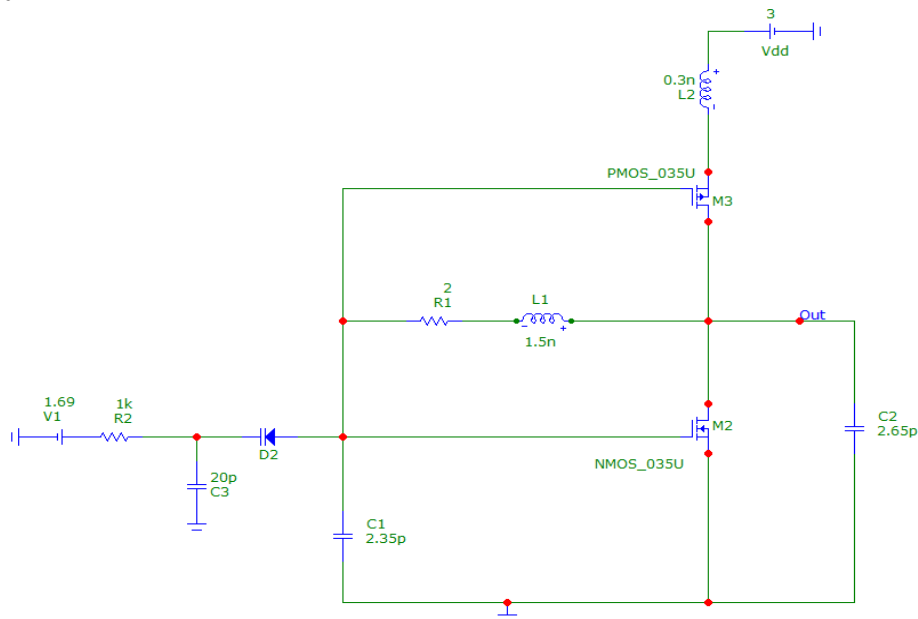 3
Vdd
0.3n
L2
+
-
PMOS_035U
M3
2
R1
L1
-
+
1.5n
Out
1.69
V1
1k
R2
D2
M2
NMOS_035U
C2
2.65p
20p
C3
C1
2.35p